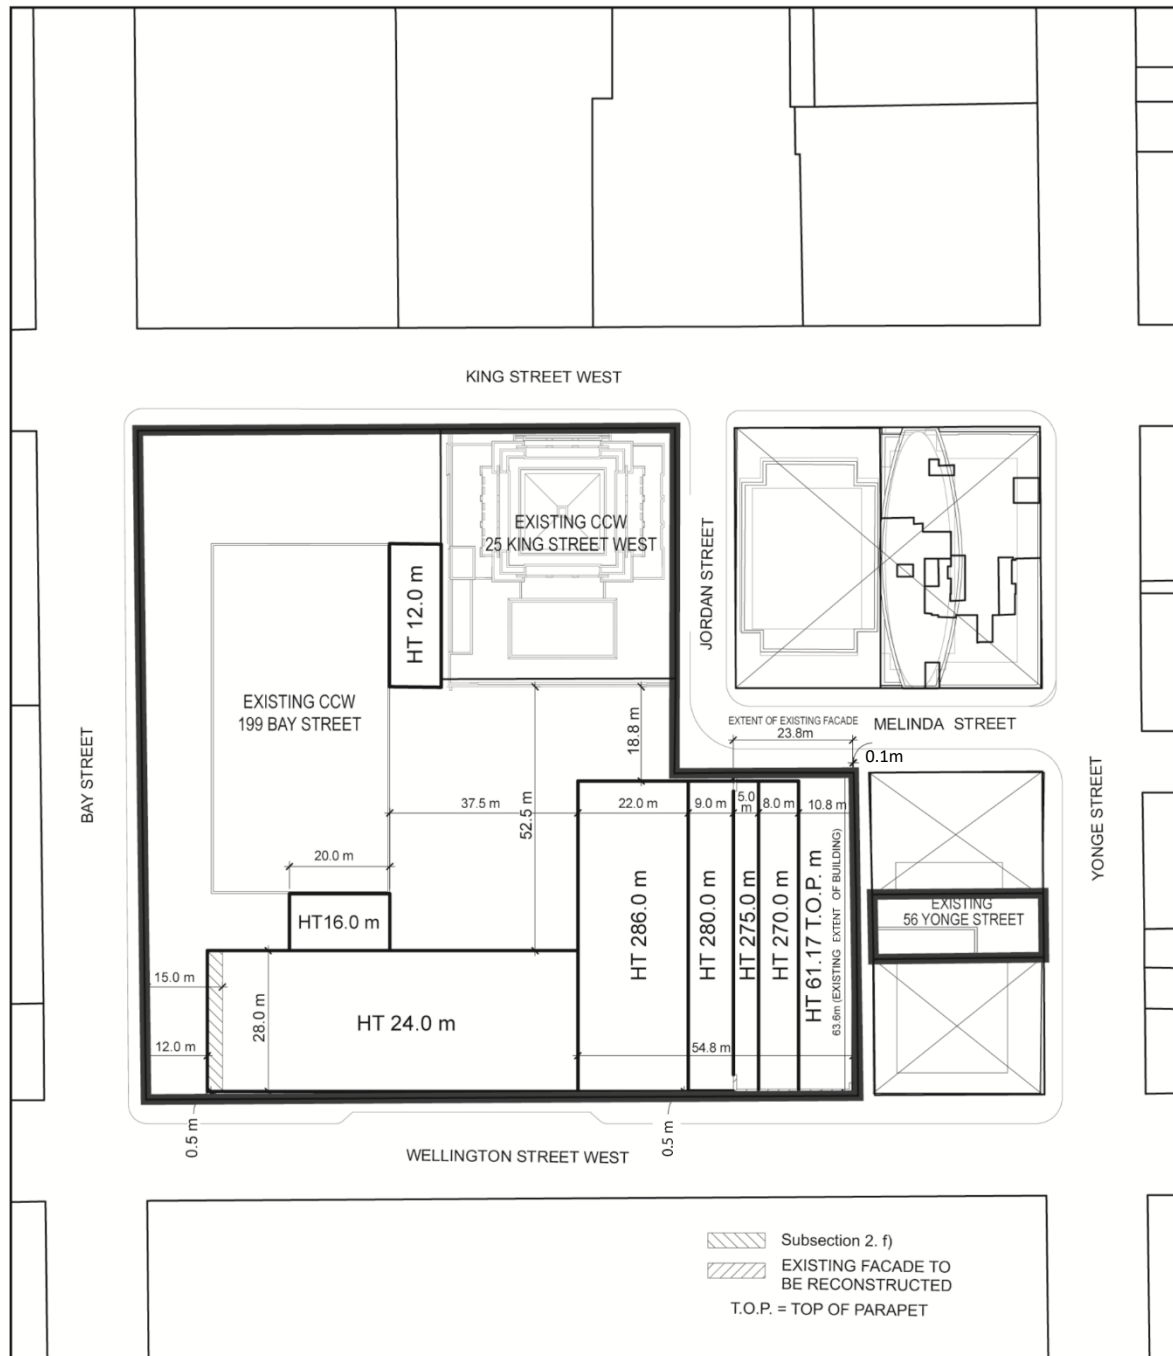 KING STREET WEST
EXISTING CCW
25 KING STREET WEST
JORDAN STREET
HT 12.0 m
EXISTING CCW
199 BAY STREET
BAY STREET
EXTENT OF EXISTING FACADE
23.8m
MELINDA STREET
0.1m
YONGE STREET
18.8 m
52.5 m
37.5 m
22.0 m
9.0 m
5.0
m
8.0 m
10.8 m
20.0 m
HT16.0 m
HT 286.0 m
HT 280.0 m
HT 275.0 m
HT 270.0 m
HT 61.17 T.O.P. m
63.6m (EXISTING EXTENT OF BUILDING)
EXISTING
56 YONGE STREET
15.0 m
28.0 m
HT 24.0 m
12.0 m
54.8 m
0.5 m
0.5 m
WELLINGTON STREET WEST
Subsection 2. f)
EXISTING FACADE TO
BE RECONSTRUCTED
T.O.P. = TOP OF PARAPET